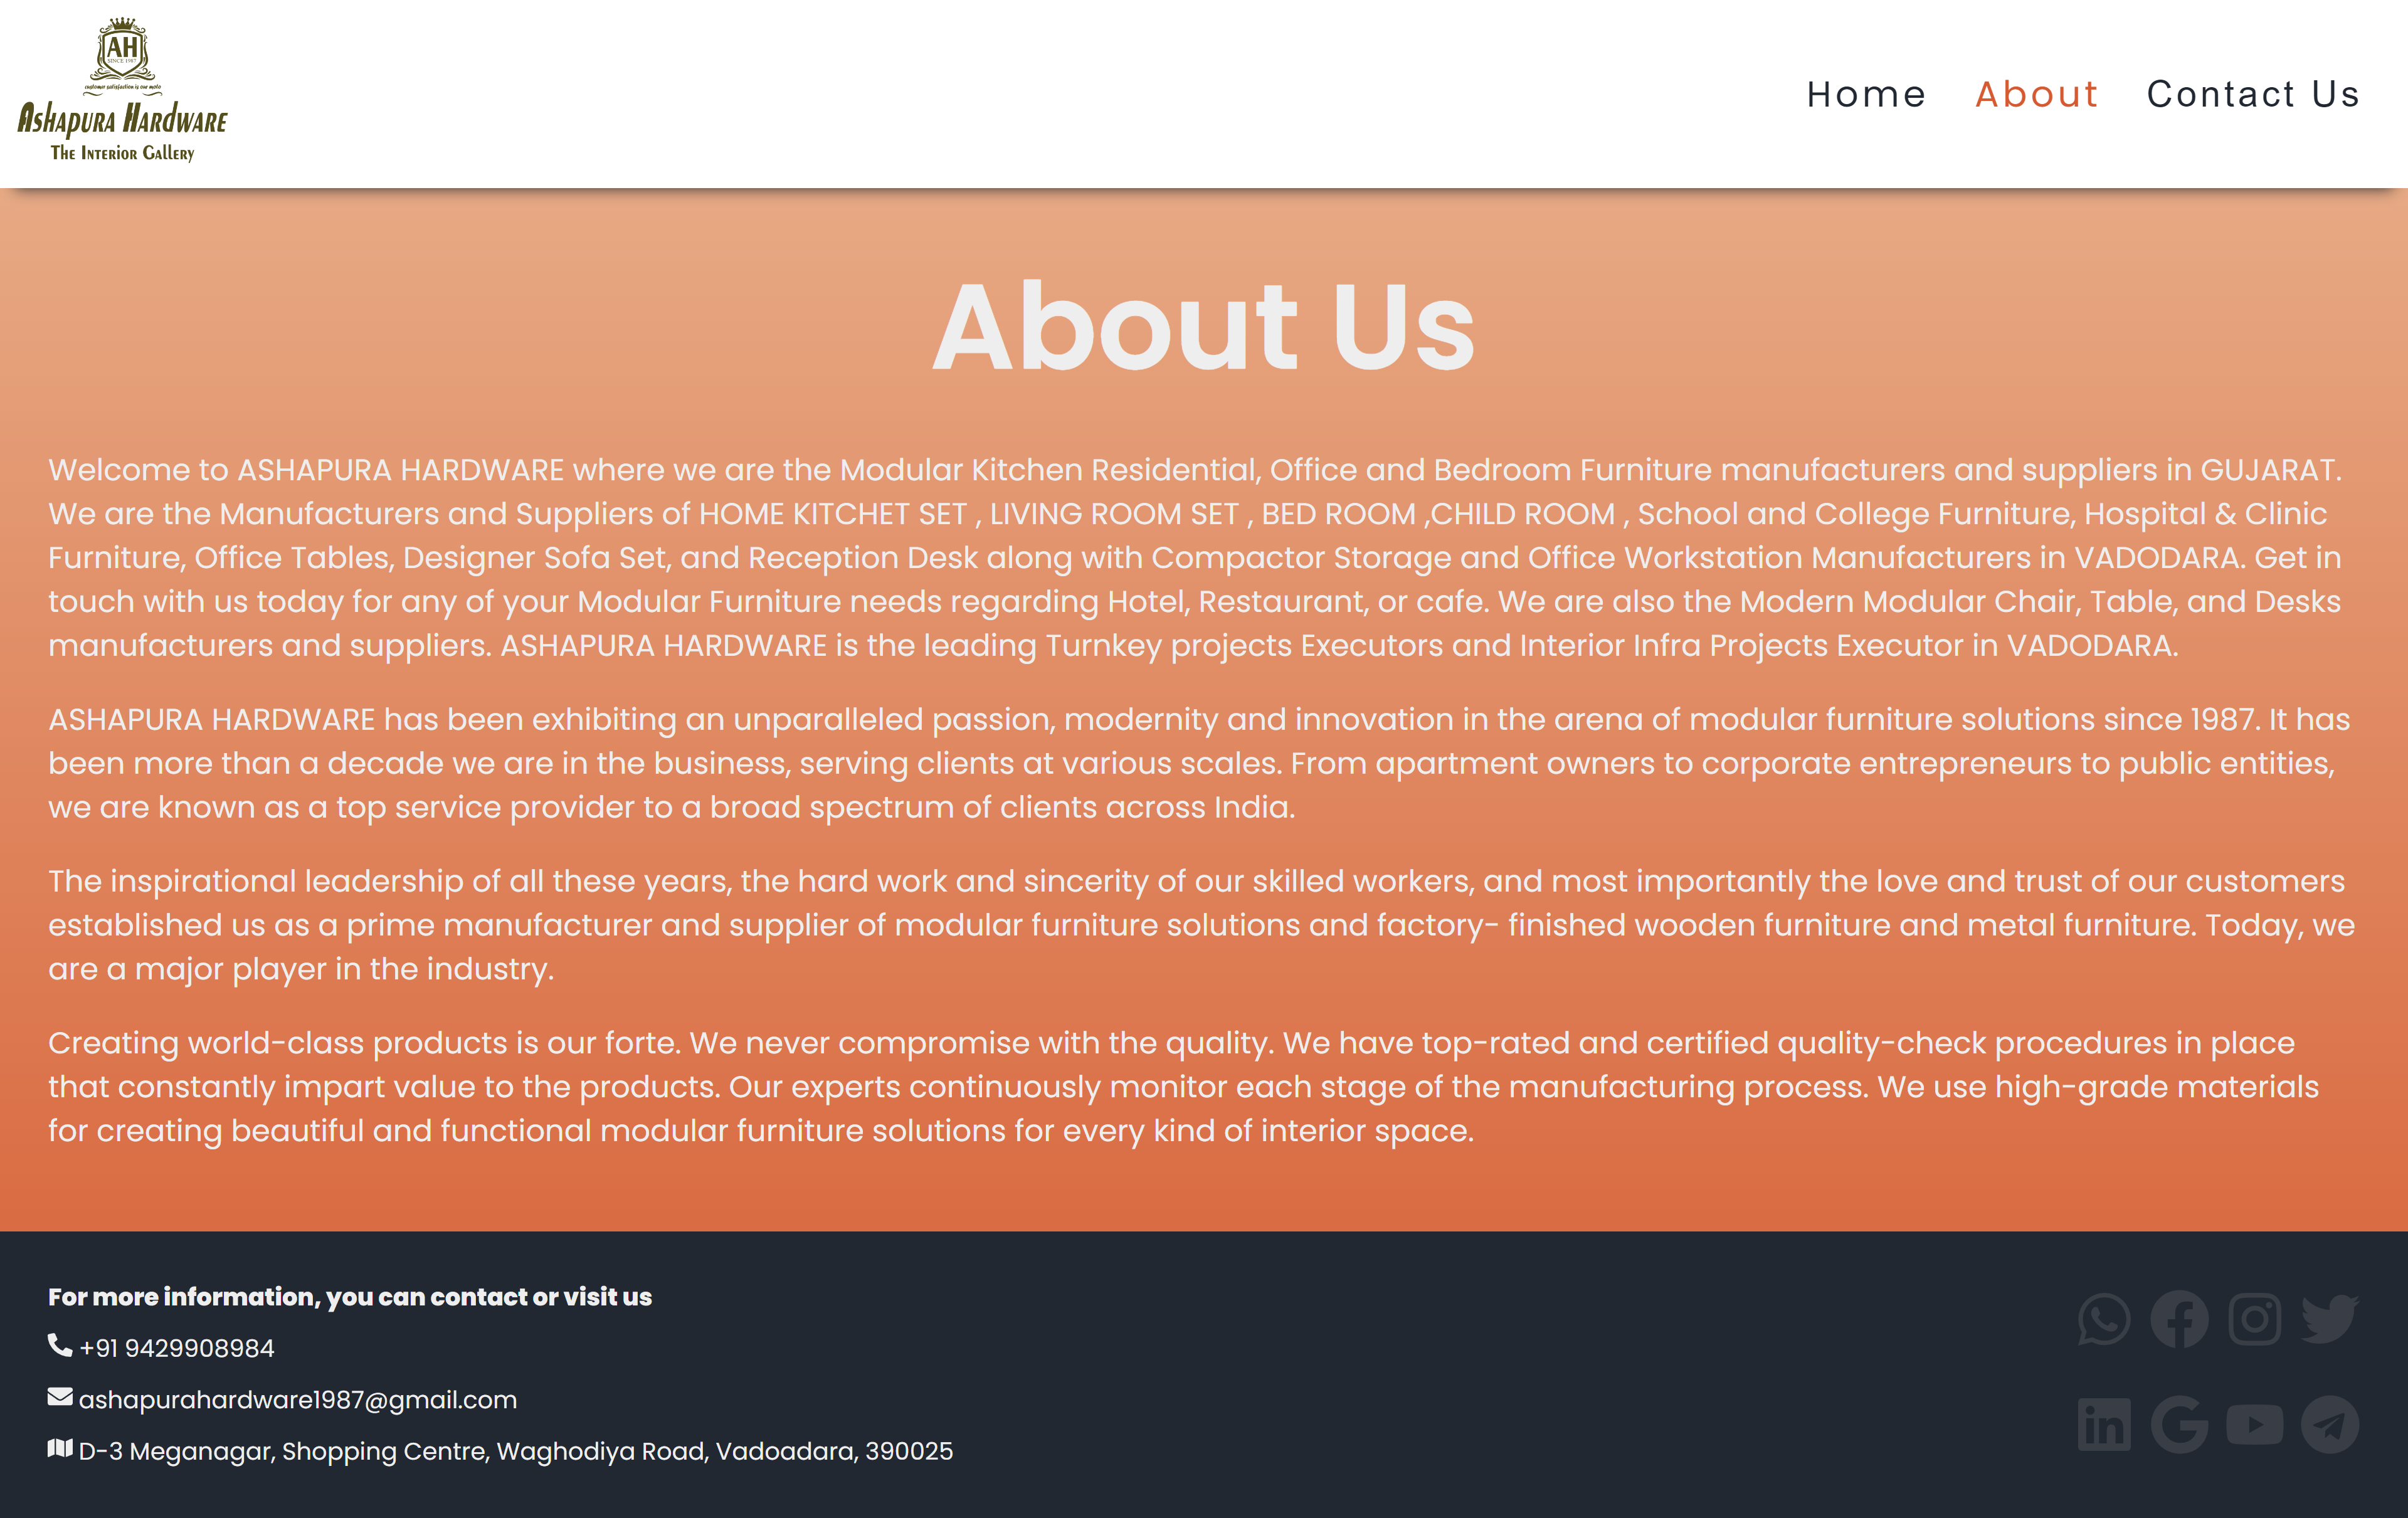 AH
SINCE 1987
customer satisfaction is our moto
Ashapura Hardware
The Interior Gallery
Home About Contact Us
About Us
Welcome to ASHAPURA HARDWARE where we are the Modular Kitchen Residential, Office and Bedroom Furniture manufacturers and suppliers in GUJARAT.
We are the Manufacturers and Suppliers of HOME KITCHET SET , LIVING ROOM SET , BED ROOM ,CHILD ROOM , School and College Furniture, Hospital & Clinic
Furniture, Office Tables, Designer Sofa Set, and Reception Desk along with Compactor Storage and Office Workstation Manufacturers in VADODARA. Get in
touch with us today for any of your Modular Furniture needs regarding Hotel, Restaurant, or cafe. We are also the Modern Modular Chair, Table, and Desks
manufacturers and suppliers. ASHAPURA HARDWARE is the leading Turnkey projects Executors and Interior Infra Projects Executor in VADODARA.
ASHAPURA HARDWARE has been exhibiting an unparalleled passion, modernity and innovation in the arena of modular furniture solutions since 1987. It has
been more than a decade we are in the business, serving clients at various scales. From apartment owners to corporate entrepreneurs to public entities,
we are known as a top service provider to a broad spectrum of clients across India.
The inspirational leadership of all these years, the hard work and sincerity of our skilled workers, and most importantly the love and trust of our customers
established us as a prime manufacturer and supplier of modular furniture solutions and factory- finished wooden furniture and metal furniture. Today, we
are a major player in the industry.
Creating world-class products is our forte. We never compromise with the quality. We have top-rated and certified quality-check procedures in place
that constantly impart value to the products. Our experts continuously monitor each stage of the manufacturing process. We use high-grade materials
for creating beautiful and functional modular furniture solutions for every kind of interior space.
For more information, you can contact or visit us
+91 9429908984
ashapurahardware1987@gmail.com
D-3 Meganagar, Shopping Centre, Waghodiya Road, Vadoadara, 390025